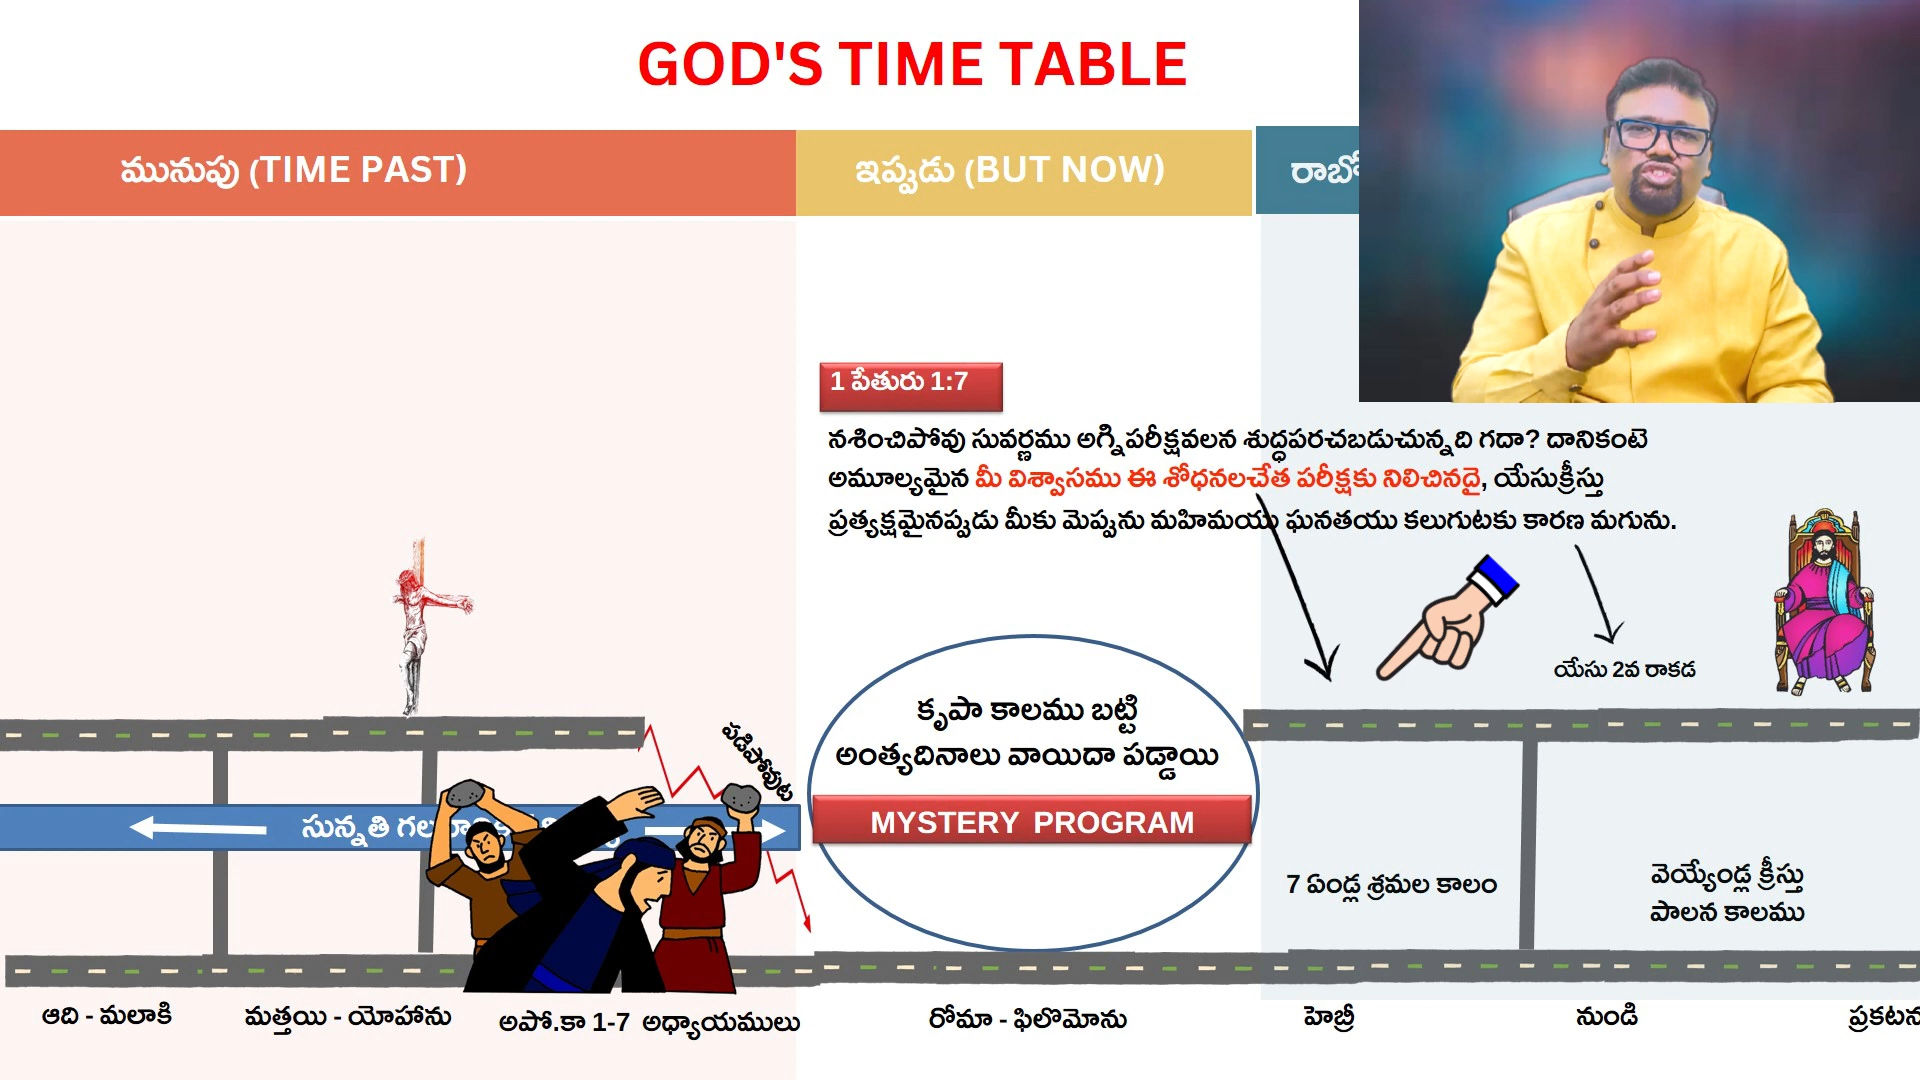 GOD'S TIME TABLE
మునుపు (TIME PAST)
ఇప్పుడు (BUT NOW)
1 పేతురు 1:7
నశించిపోవు సువర్ణము అగ్నిపరీక్షవలన శుద్ధపరచబడుచున్నది గదా? దానికంటె
అమూల్యమైన మీ విశ్వాసము ఈ శోధనలచేత పరీక్షకు నిలిచినదై, యేసుక్రీస్తు
ప్రత్యక్షమైనప్పుడు మీకు మెప్పును మహిమయు ఘనతయు కలుగుటకు కారణ మగును.
యేసు 2వ రాకడ
పడిపోవుట
కృపా కాలము బట్టి
అంత్యదినాలు వాయిదా పడ్డాయి
MYSTERY PROGRAM
సున్నతి
7 ఏండ్ల శ్రమల కాలం
వెయ్యేండ్ల క్రీస్తు
పాలన కాలము
ఆది - మలాకి
మత్తయి - యోహాను
అపో.కా 1-7 అధ్యాయములు
రోమా - ఫిలెమోను
హెబ్రీ
నుండి